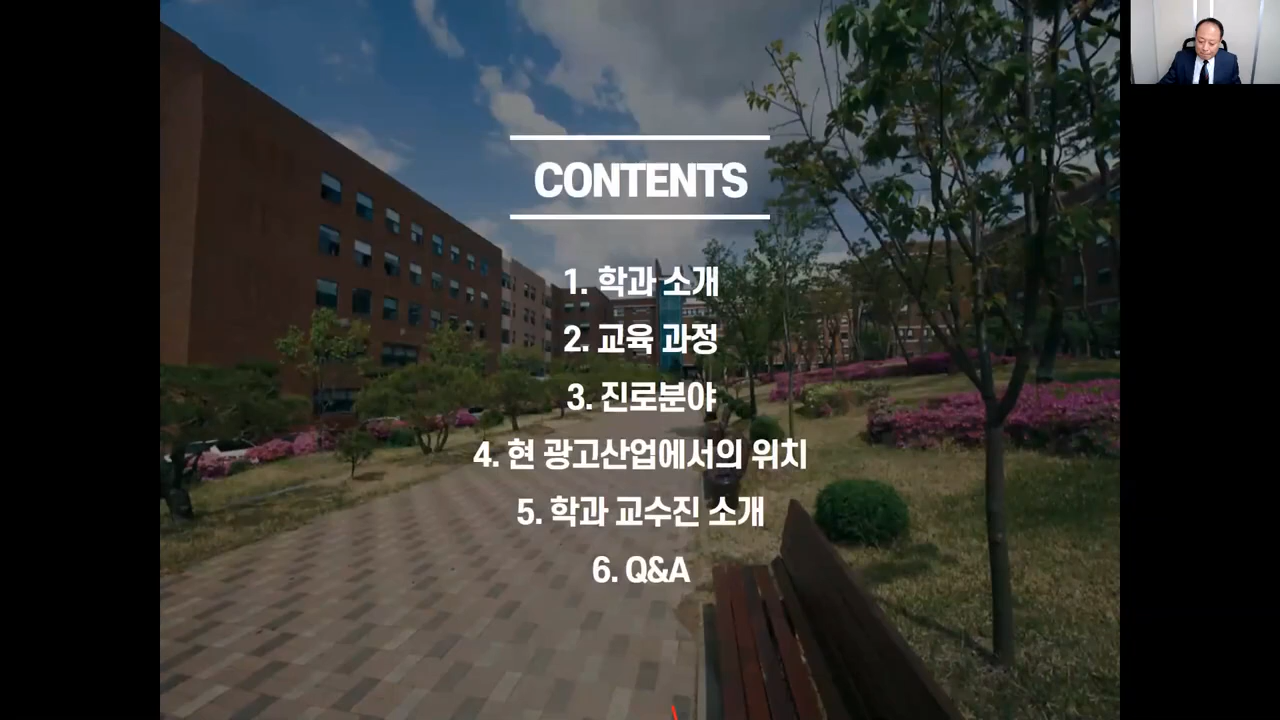 CONTENTS
1. 학과 소개
2. 교육 과정
3. 진로분야
4. 현 광고산업에서의 위치
5. 학과 교수진 소개
6. Q&A